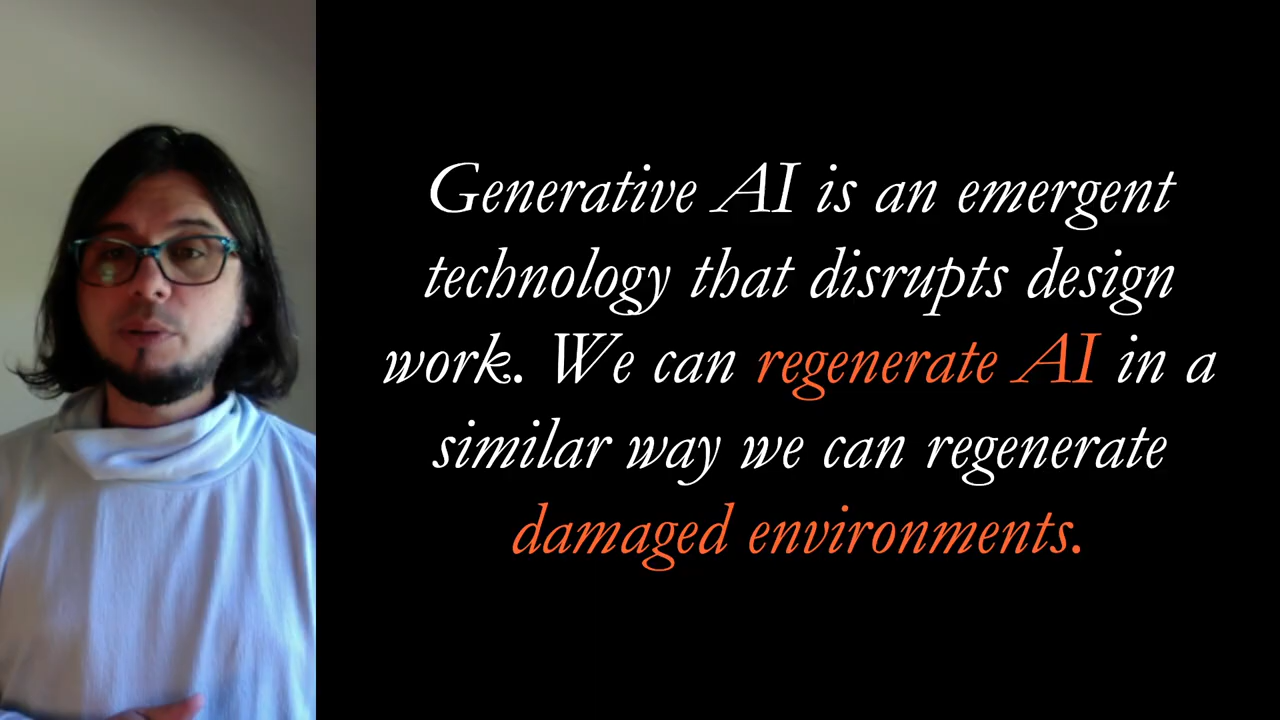 Generative AI is an emergent
technology that disrupts design
work. We can regenerate AI in a
similar way we can regenerate
damaged environments.